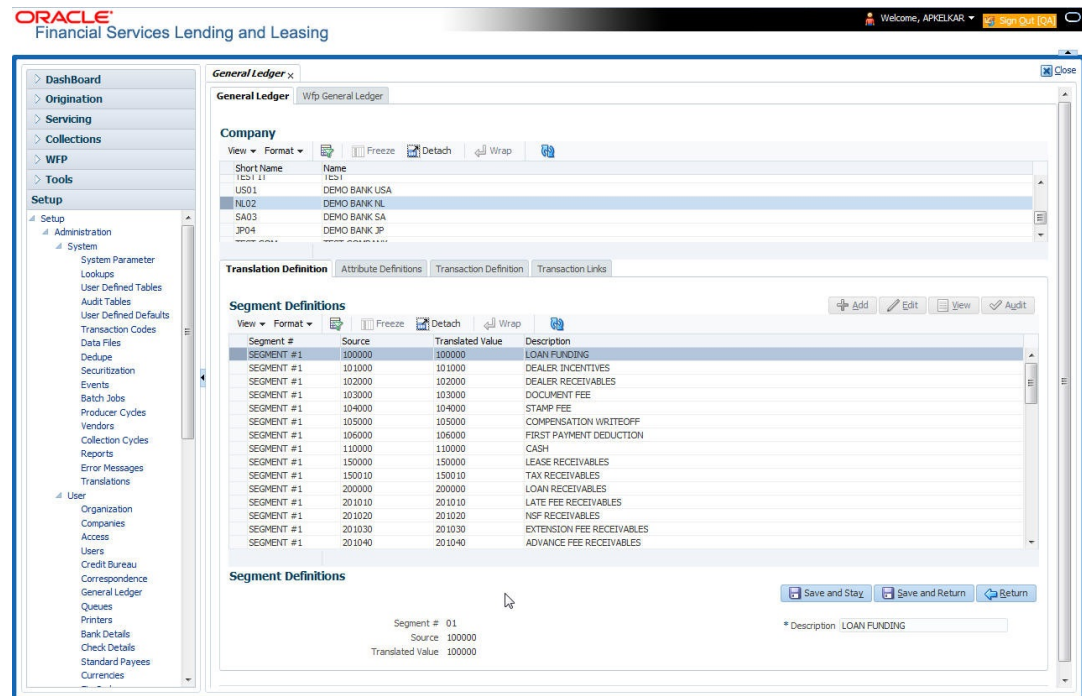 ORACLE
Financial Services Lending and Leasing
Welcome, APKELKAR
Sign Out [QA]
Close
DashBoard
Origination
Servicing
Collections
WFP
Tools
Setup
Setup
Administration
System
System Parameter
Lookups
User Defined Tables
Audit Tables
User Defined Defaults
Transaction Codes
Data Files
Dedupe
Securitization
Events
Batch Jobs
Producer Cycles
Vendors
Collection Cycles
Reports
Error Messages
Translations
User
Organization
Companies
Access
Users
Credit Bureau
Correspondence
General Ledger
Queues
Printers
Bank Details
Check Details
Standard Payees
Currencies
General Ledger
General Ledger Wfp General Ledger
Company
View Format Freeze Detach Wrap
Short Name Name
TEST IT TEST
US01 DEMO BANK USA
NL02 DEMO BANK NL
SA03 DEMO BANK SA
JP04 DEMO BANK JP
TEST COM TEST COMPANY
Translation Definition Attribute Definitions Transaction Definition Transaction Links
Segment Definitions
Add Edit View Audit
View Format Freeze Detach Wrap
Segment # Source Translated Value Description
SEGMENT #1 100000 100000 LOAN FUNDING
SEGMENT #1 101000 101000 DEALER INCENTIVES
SEGMENT #1 102000 102000 DEALER RECEIVABLES
SEGMENT #1 103000 103000 DOCUMENT FEE
SEGMENT #1 104000 104000 STAMP FEE
SEGMENT #1 105000 105000 COMPENSATION WRITEOFF
SEGMENT #1 106000 106000 FIRST PAYMENT DEDUCTION
SEGMENT #1 110000 110000 CASH
SEGMENT #1 150000 150000 LEASE RECEIVABLES
SEGMENT #1 150010 150010 TAX RECEIVABLES
SEGMENT #1 200000 200000 LOAN RECEIVABLES
SEGMENT #1 201010 201010 LATE FEE RECEIVABLES
SEGMENT #1 201020 201020 NSF RECEIVABLES
SEGMENT #1 201030 201030 EXTENSION FEE RECEIVABLES
SEGMENT #1 201040 201040 ADVANCE FEE RECEIVABLES
Segment Definitions
Save and Stay Save and Return Return
Segment # 01
Source 100000
Translated Value 100000
* Description LOAN FUNDING